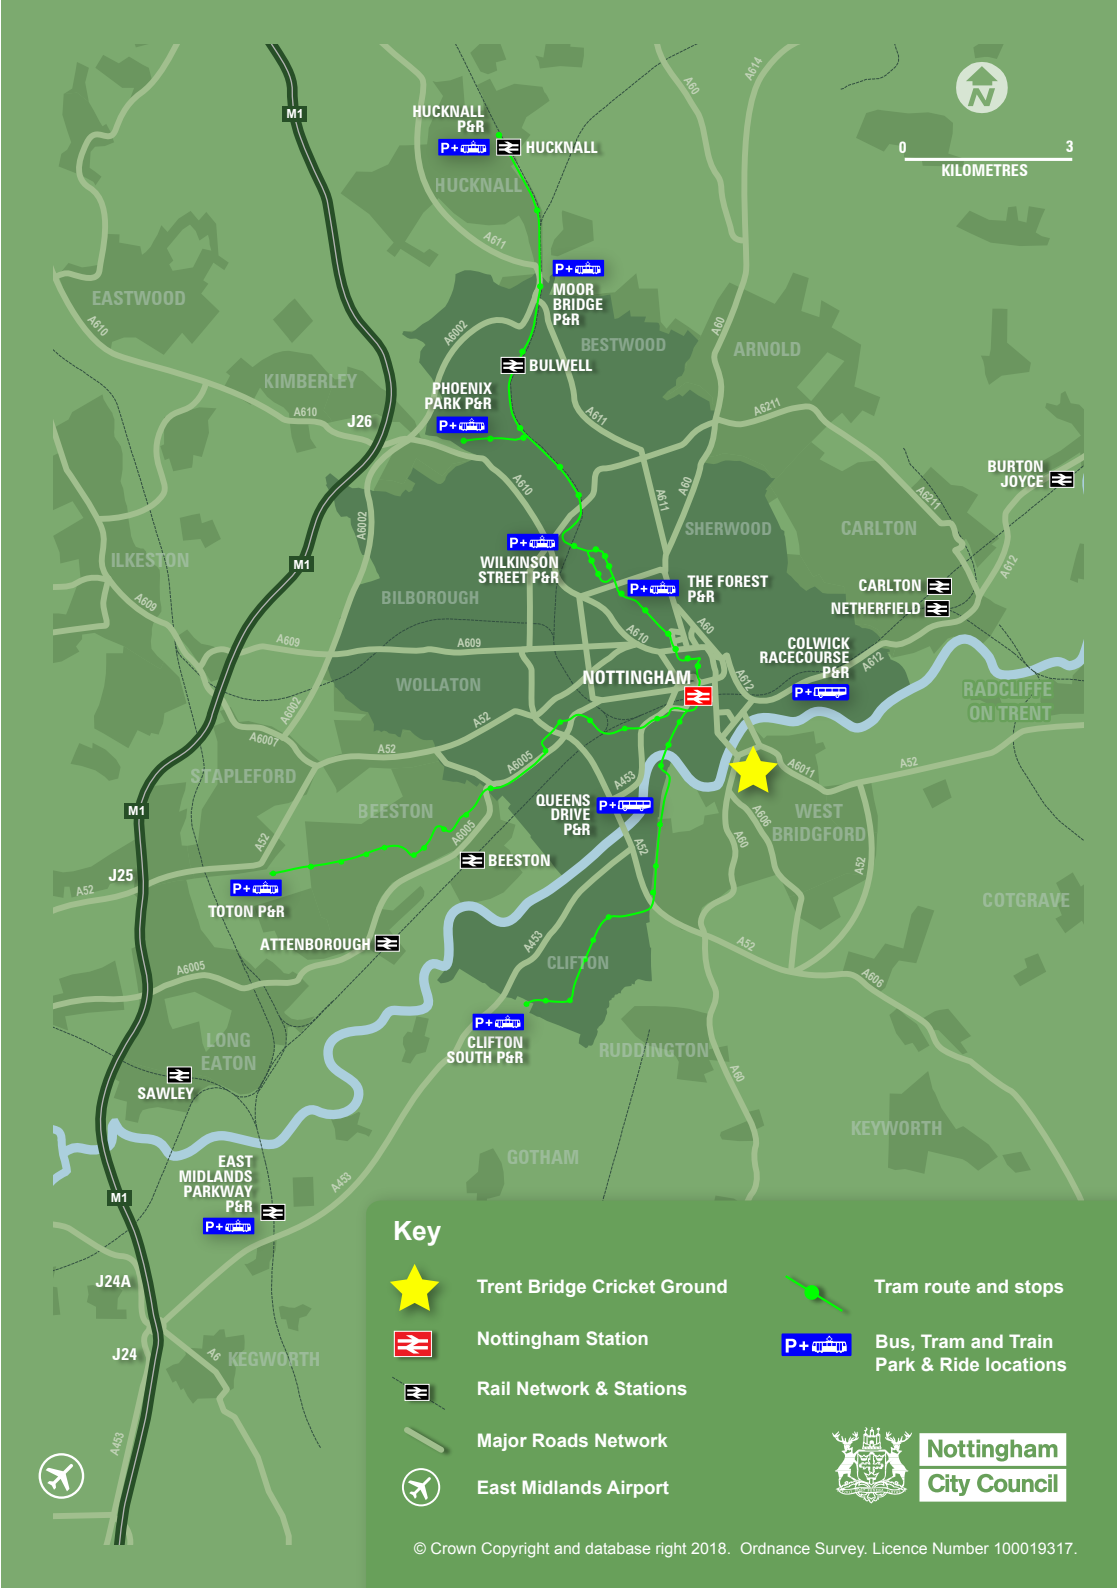 M1
A60
A614
N
HUCKNALL
P&R
P+
HUCKNALL
0
3
KILOMETRES
HUCKNALL
A611
P+
MOOR
BRIDGE
P&R
EASTWOOD
A610
A6002
A60
BESTWOOD
ARNOLD
BULWELL
KIMBERLEY
PHOENIX
PARK P&R
P+
A610
J26
A611
A6211
A610
A60
A611
BURTON
JOYCE
A6211
A6002
SHERWOOD
CARLTON
P+
WILKINSON
STREET P&R
ILKESTON
M1
A612
P+
THE FOREST
P&R
CARLTON
NETHERFIELD
A609
BILBOROUGH
A609
A609
A610
A60
COLWICK
RACECOURSE
P&R
P+
A612
A612
NOTTINGHAM
WOLLATON
RADCLIFFE
ON TRENT
A6002
A52
A6007
A52
A6005
A453
A6011
A52
STAPLEFORD
M1
BEESTON
QUEENS
DRIVE
P&R
P+
WEST
BRIDGFORD
A606
A60
A52
A6005
A52
A52
BEESTON
J25
A52
P+
TOTON P&R
COTGRAVE
ATTENBOROUGH
A453
A52
A6005
CLIFTON
A606
P+
CLIFTON
SOUTH P&R
LONG
EATON
RUDDINGTON
A60
SAWLEY
KEYWORTH
GOTHAM
EAST
MIDLANDS
PARKWAY
P&R
P+
A453
M1
J24A
J24
A6
KEGWORTH
A453
Key
Trent Bridge Cricket Ground
Nottingham Station
Rail Network & Stations
Major Roads Network
East Midlands Airport
Tram route and stops
P+
Bus, Tram and Train
Park & Ride locations
Nottingham
City Council
© Crown Copyright and database right 2018. Ordnance Survey. Licence Number 100019317.